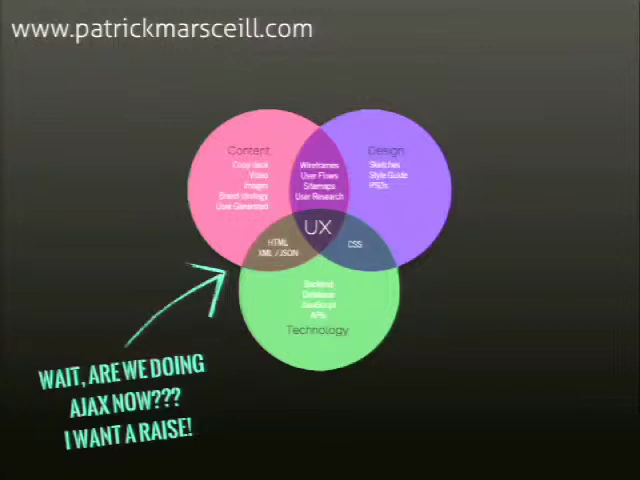 www.patrickmarsceill.com
Content
Copy deck
Video
Images
Brand strategy
User Generated
Wireframes
User Flows
Sitemaps
User Research
Design
Sketches
Style Guide
PSDs
UX
HTML
XML / JSON
CSS
Backend
Database
JavaScript
APIs
Technology
WAIT, ARE WE DOING
AJAX NOW???
I WANT A RAISE!